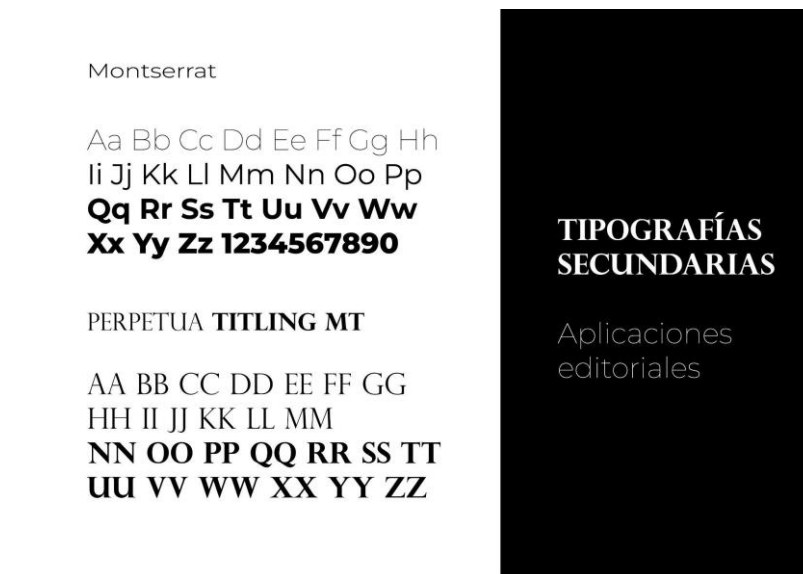 Montserrat
Aa Bb Cc Dd Ee Ff Gg Hh
Ii Jj Kk Ll Mm Nn Oo Pp
Qq Rr Ss Tt Uu Vv Ww
Xx Yy Zz 1234567890
PERPETUA TITLING MT
AA BB CC DD EE FF GG
HH II JJ KK LL MM
NN OO PP QQ RR SS TT
UU VV WW XX YY ZZ
TIPOGRAFÍAS
SECUNDARIAS
Aplicaciones
editoriales